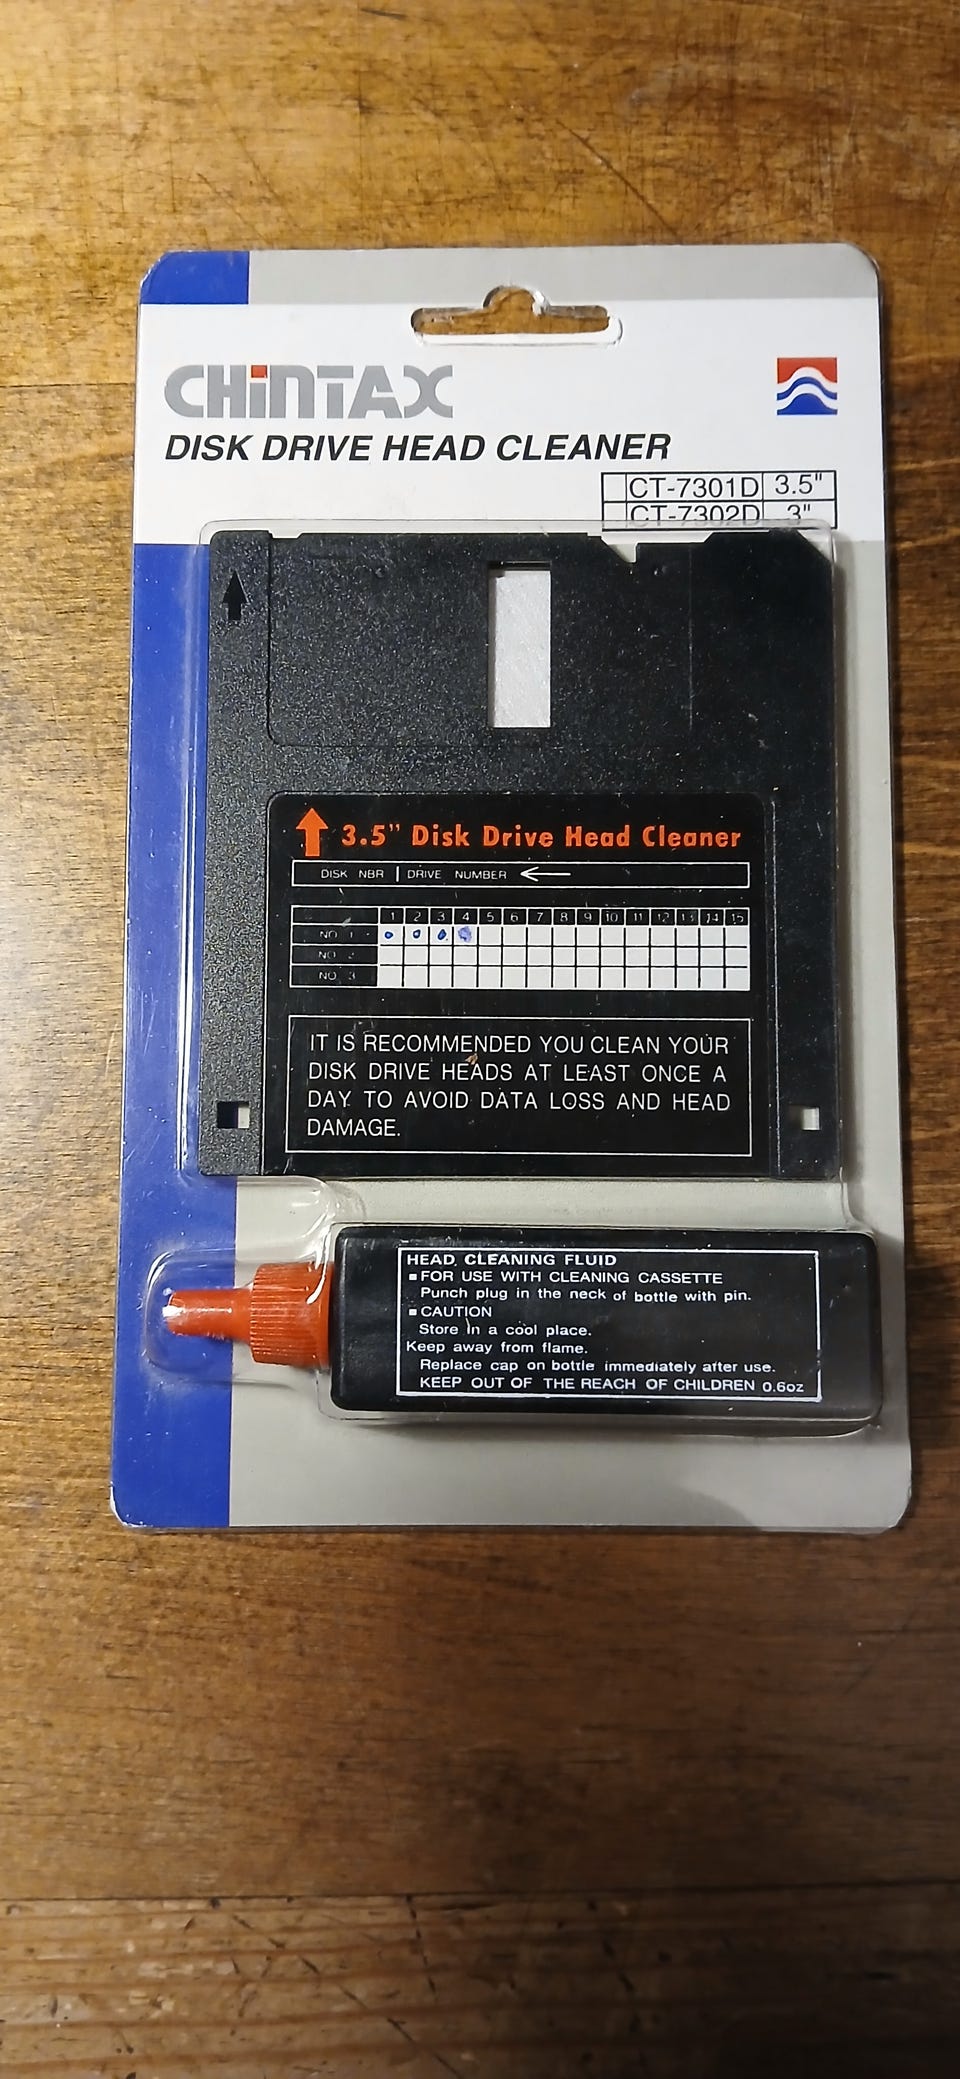 CHiNTAX
DISK DRIVE HEAD CLEANER
CT-7301D 3.5"
CT-7302D 3"
3.5" Disk Drive Head Cleaner
DISK NBR | DRIVE NUMBER
1 2 3 4 5 6 7 8 9 10 11 12 13 14 15
NO. 1
NO. 2
NO. 3
IT IS RECOMMENDED YOU CLEAN YOUR
DISK DRIVE HEADS AT LEAST ONCE A
DAY TO AVOID DATA LOSS AND HEAD
DAMAGE.
HEAD CLEANING FLUID
▪ FOR USE WITH CLEANING CASSETTE
Punch plug in the neck of bottle with pin.
▪ CAUTION
Store in a cool place.
Keep away from flame.
Replace cap on bottle immediately after use.
KEEP OUT OF THE REACH OF CHILDREN 0.6oz